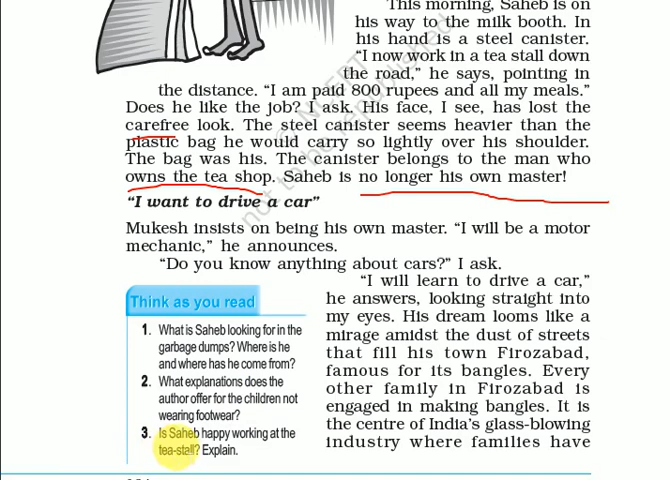 This morning, Saheb is on
his way to the milk booth. In
his hand is a steel canister.
"I now work in a tea stall down
the road," he says, pointing in
the distance. "I am paid 800 rupees and all my meals."
Does he like the job? I ask. His face, I see, has lost the
carefree look. The steel canister seems heavier than the
plastic bag he would carry so lightly over his shoulder.
The bag was his. The canister belongs to the man who
owns the tea shop. Saheb is no longer his own master!
"I want to drive a car"
Mukesh insists on being his own master. "I will be a motor
mechanic," he announces.
"Do you know anything about cars?" I ask.
"I will learn to drive a car,"
he answers, looking straight into
my eyes. His dream looms like a
mirage amidst the dust of streets
that fill his town Firozabad,
famous for its bangles. Every
other family in Firozabad is
engaged in making bangles. It is
the centre of India's glass-blowing
industry where families have
Think as you read
1. What is Saheb looking for in the
garbage dumps? Where is he
and where has he come from?
2. What explanations does the
author offer for the children not
wearing footwear?
3. Is Saheb happy working at the
tea-stall? Explain.